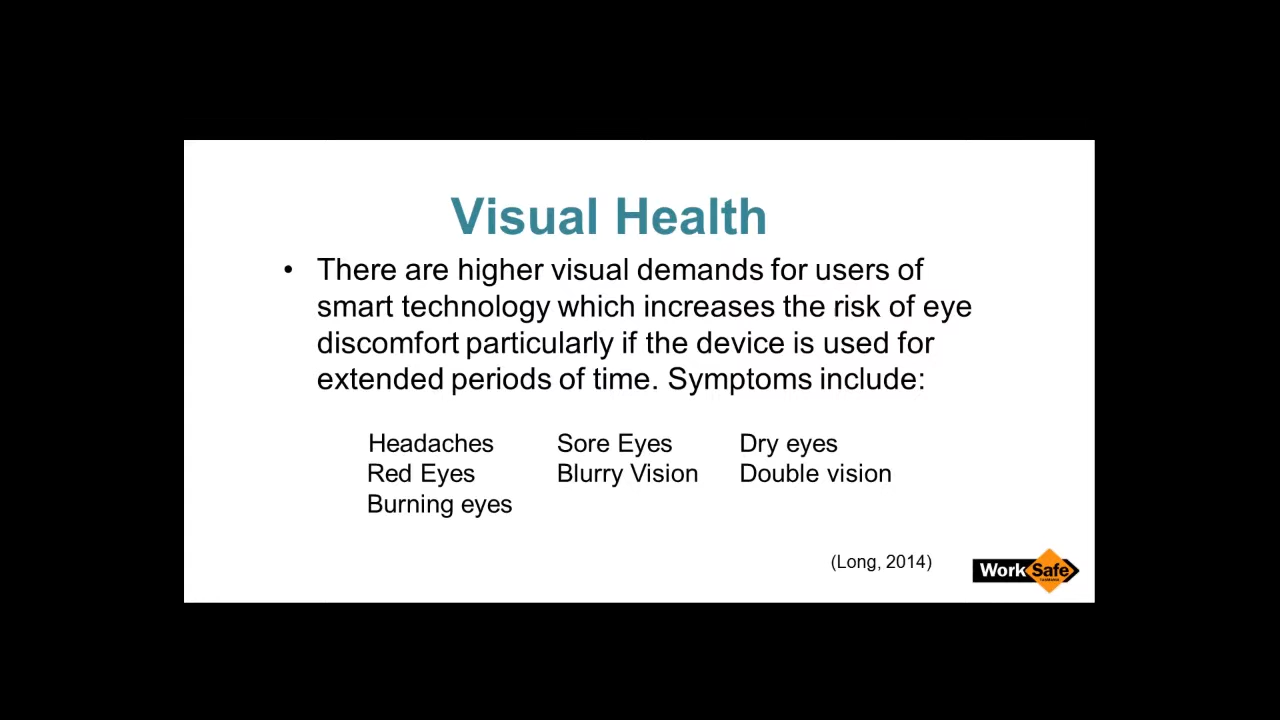 Visual Health
• There are higher visual demands for users of
smart technology which increases the risk of eye
discomfort particularly if the device is used for
extended periods of time. Symptoms include:
Headaches Sore Eyes Dry eyes
Red Eyes Blurry Vision Double vision
Burning eyes
(Long, 2014)
WorkSafe
TASMANIA